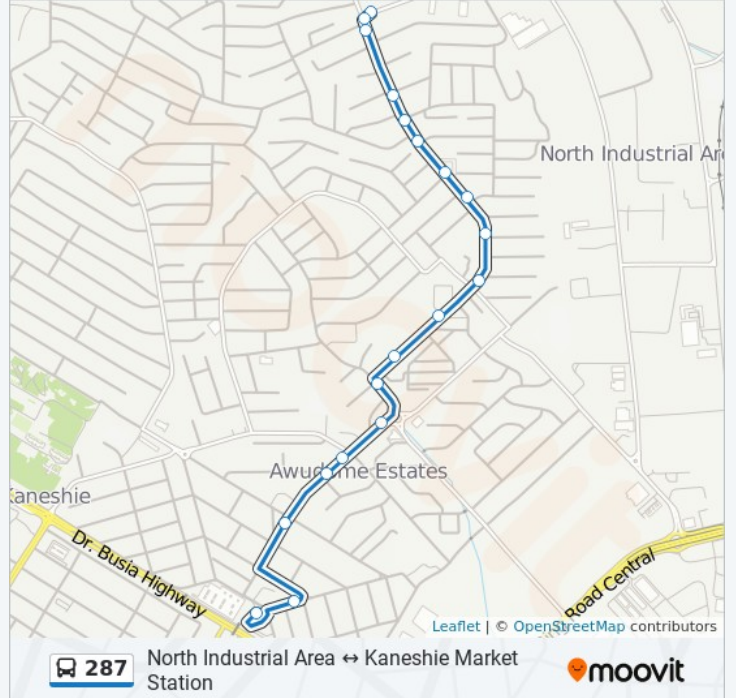 North Industrial Are
Awudome Estates
Kaneshie
Dr. Busia Highway
Road Central
Leaflet | © OpenStreetMap contributors
287
North Industrial Area ↔ Kaneshie Market
Station
moovit
moovit